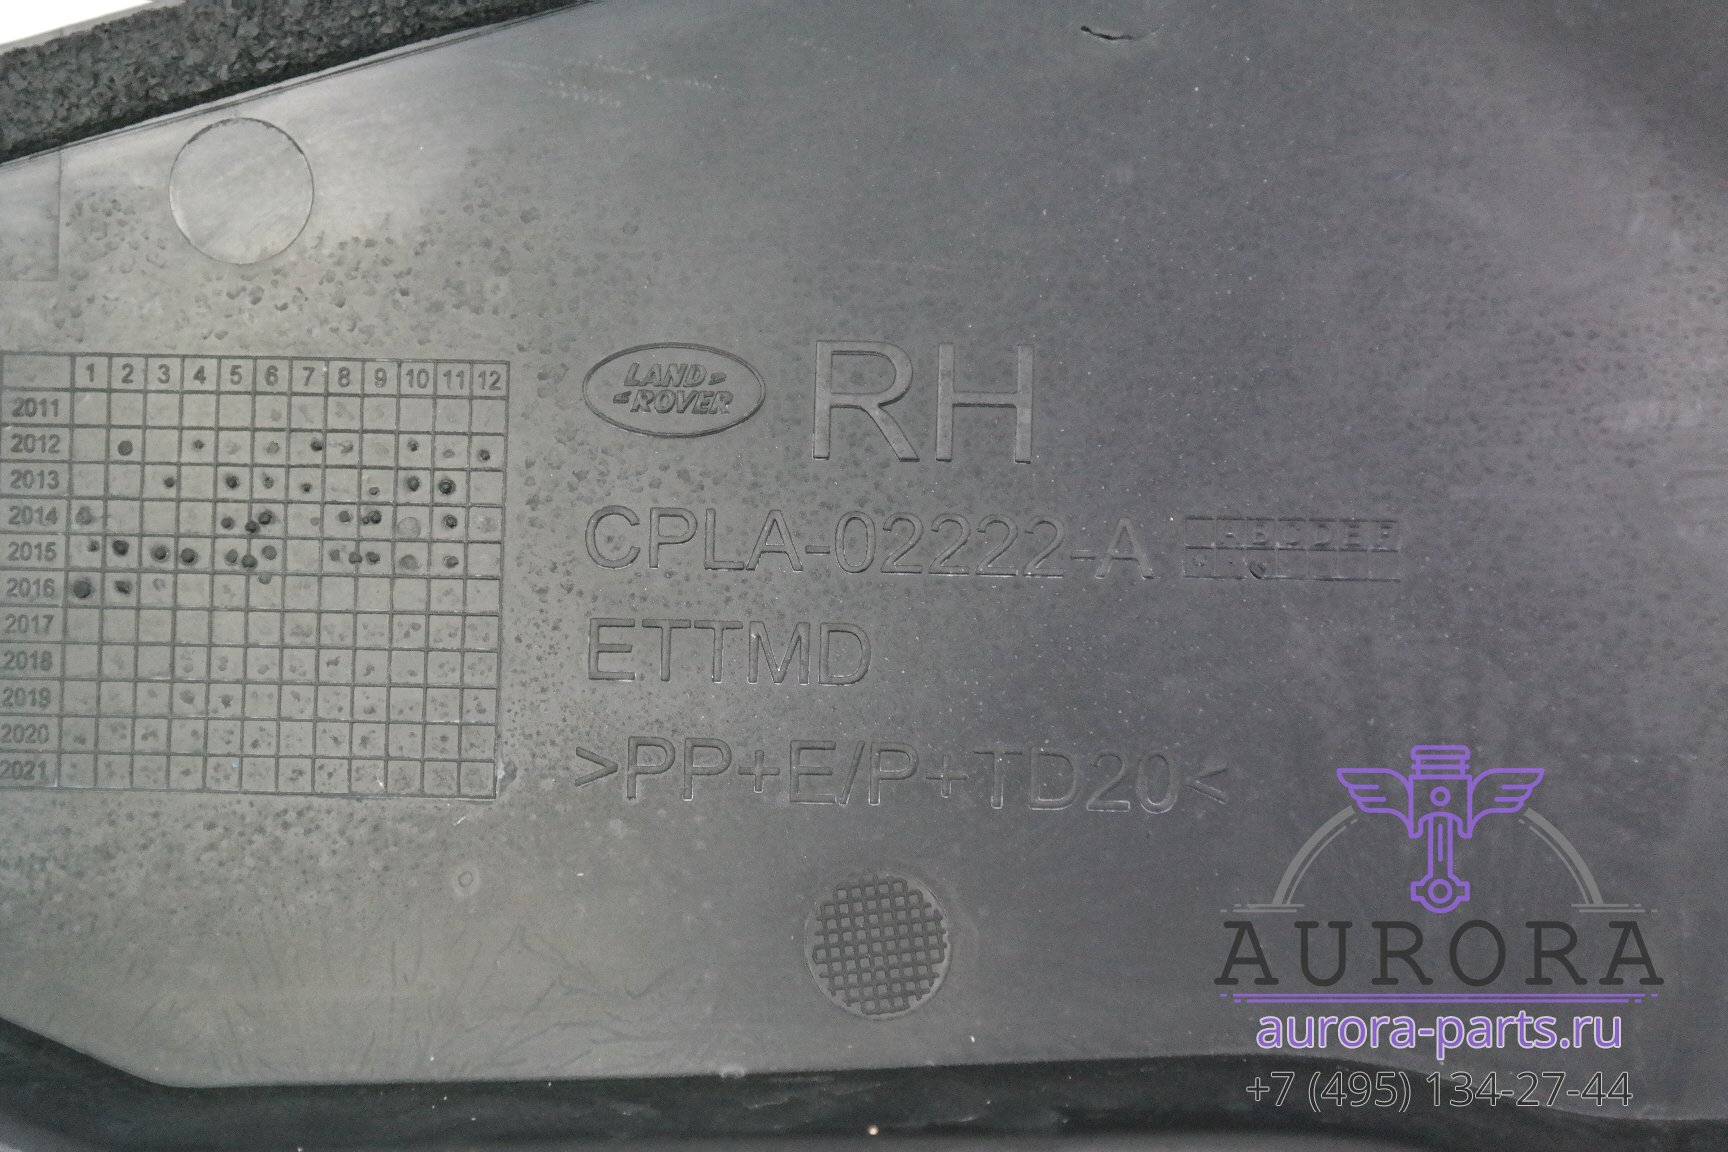 1 2 3 4 5 6 7 8 9 10 11 12
2011
2012
2013
2014
2015
2016
2017
2018
2019
2020
2021
LAND
ROVER
RH
CPLA-02222-A
ETTMD
>PP+E/P+TD20<
AURORA
aurora-parts.ru
+7 (495) 134-27-44